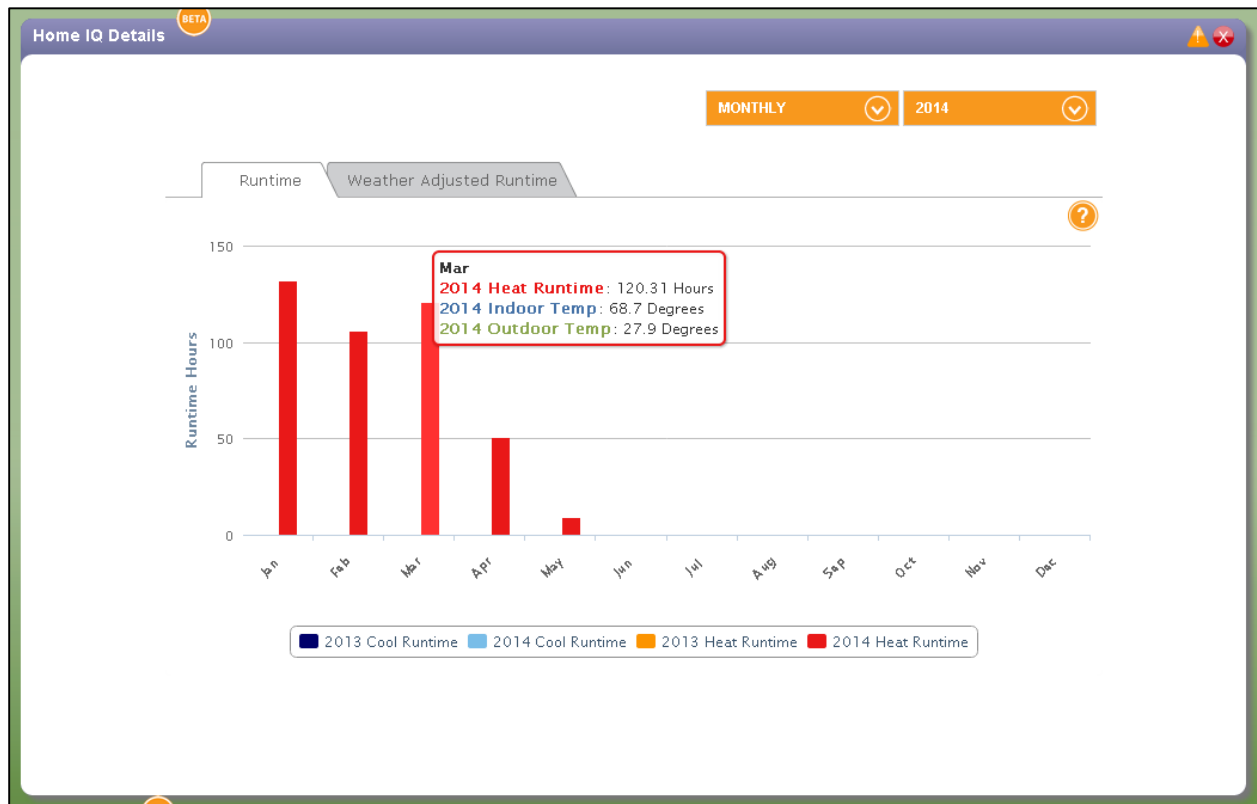 BETA
Home IQ Details
MONTHLY
2014
Runtime
Weather Adjusted Runtime
?
150
Mar
2014 Heat Runtime: 120.31 Hours
2014 Indoor Temp: 68.7 Degrees
2014 Outdoor Temp: 27.9 Degrees
100
Runtime Hours
50
0
Jan Feb Mar Apr May Jun Jul Aug Sep Oct Nov Dec
2013 Cool Runtime 2014 Cool Runtime 2013 Heat Runtime 2014 Heat Runtime